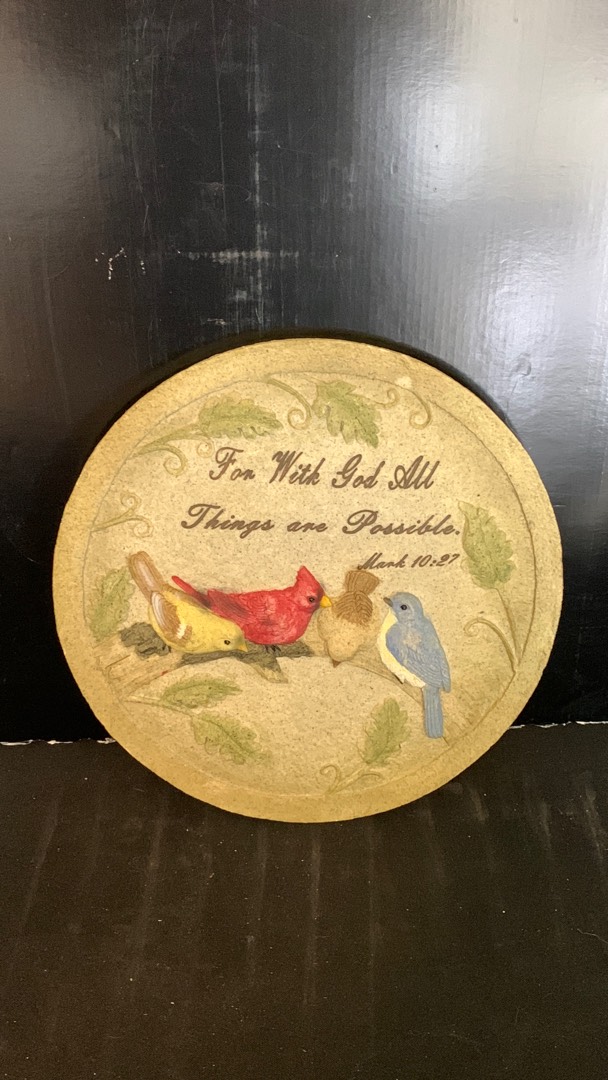 For With God All
Things are Possible.
Mark 10:27